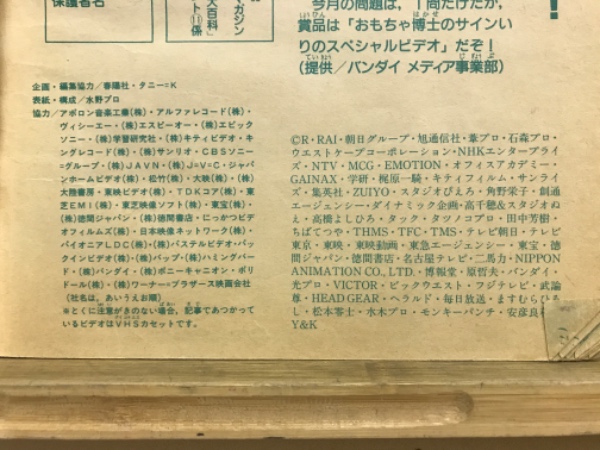 保護者名
マガジン
大百科」
ト⑪係
今月の問題は、1問だけだが、
賞品は「おもちゃ博士のサインい
りのスペシャルビデオ」だぞ!
(提供/バンダイ メディア事業部)
企画・編集協力/春陽社・タニー=K
表紙・構成/水野プロ
協力/アポロン音楽工業(株)・アルファレコード(株)・
ヴィシーエー・(株)エスピーオー・(株)エピック
ソニー・(株)学習研究社・(株)キティビデオ・キ
ングレコード(株)・(株)サンリオ・CBSソニー
=グループ・(株)JAVN・(株)J=V=C・ジャパ
ンホームビデオ(株)・松竹(株)・大映(株)・(株)
大陸書房・東映ビデオ(株)・TDKコア(株)・東
芝EMI(株)・東芝映像ソフト(株)・東宝(株)・
(株)徳間ジャパン・(株)徳間書店・にっかつビデ
オフィルムズ(株)・日本映像ネットワーク(株)・
パイオニアLDC(株)・(株)パステルビデオ・バッ
クインビデオ(株)・(株)バップ・(株)ハミングバー
ド・(株)バンダイ・(株)ポニーキャニオン・ポリ
ドール(株)・(株)ワーナー=ブラザース映画会社
(社名は、あいうえお順)
※とくに注意がきのない場合、記事であつかって
いるビデオはVHSカセットです。
©R・RAI・朝日グループ・旭通信社・葦プロ・石森プロ・
ウエストケープコーポレーション・NHKエンタープライ
ズ・NTV・MCG・EMOTION・オフィスアカデミー・
GAINAX・学研・梶原一騎・キティフィルム・サンライ
ズ・集英社・ZUIYO・スタジオぴえろ・角野栄子・創通
エージェンシー・ダイナミック企画・高千穂&スタジオぬ
え・高橋よしひろ・タック・タツノコプロ・田中芳樹・
ちばてつや・THMS・TFC・TMS・テレビ朝日・テレビ
東京・東映・東映動画・東急エージェンシー・東宝・徳
間ジャパン・徳間書店・名古屋テレビ・二馬力・NIPPON
ANIMATION CO., LTD.・博報堂・原哲夫・バンダイ・
光プロ・VICTOR・ビックウエスト・フジテレビ・武論
尊・HEAD GEAR・ヘラルド・毎日放送・ますむらひろ
し・松本零士・水木プロ・モンキーパンチ・安彦良
Y&K